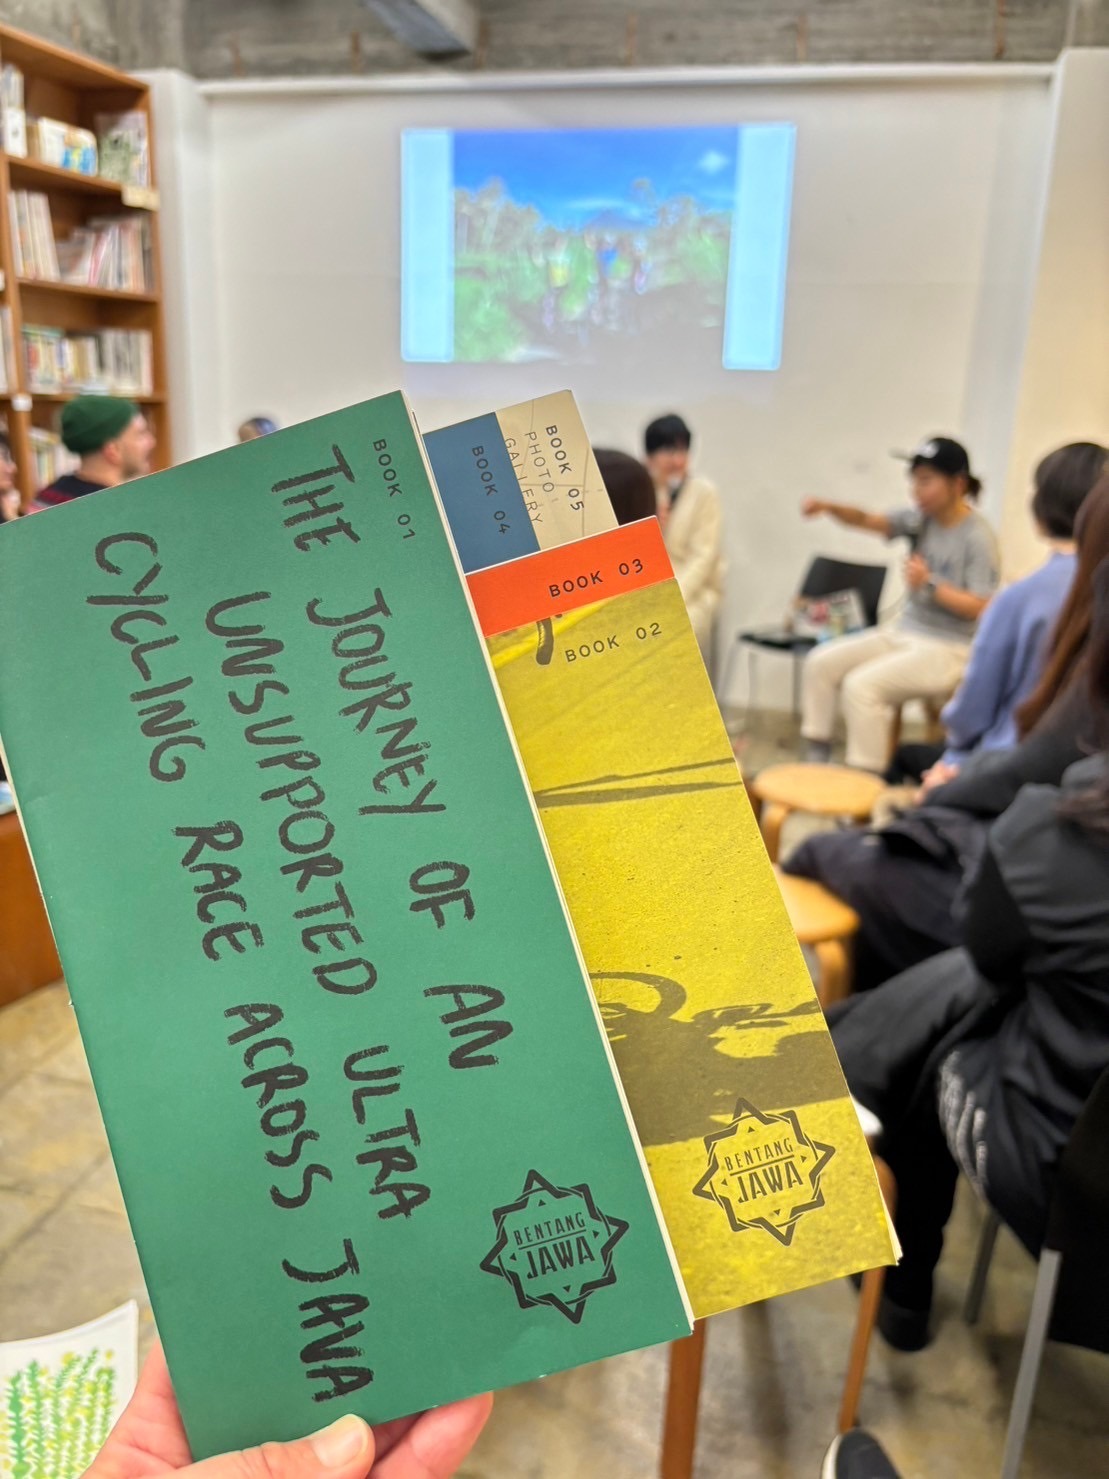 BOOK 01
THE JOURNEY OF AN
UNSUPPORTED ULTRA
CYCLING RACE ACROSS JAVA
BENTANG
JAWA
BOOK 04
BOOK 05
PHOTO
GALLERY
BOOK 03
BOOK 02
BENTANG
JAWA